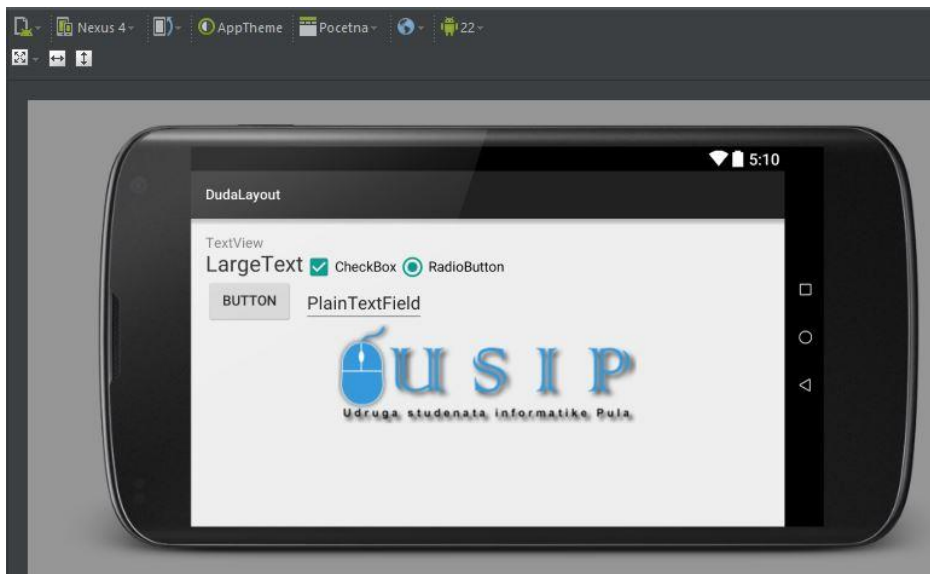 Nexus 4 AppTheme Pocetna 22
5:10
DudaLayout
TextView
LargeText CheckBox RadioButton
BUTTON PlainTextField
USIP
Udruga studenata informatike Pula